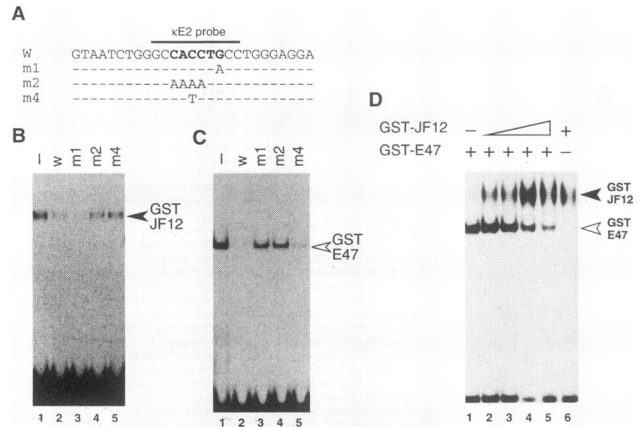 A
κE2 probe
W GTAATCTGGGCCACCTGCCTGGGAGGA
m1 ---------------A---------
m2 ----------AAAA-----------
m4 ------------T------------
B
– w m1 m2 m4
GST
JF12
1 2 3 4 5
C
– w m1 m2 m4
GST
E47
1 2 3 4 5
D
GST-JF12 – +
GST-E47 + + + + + –
GST
JF12
GST
E47
1 2 3 4 5 6